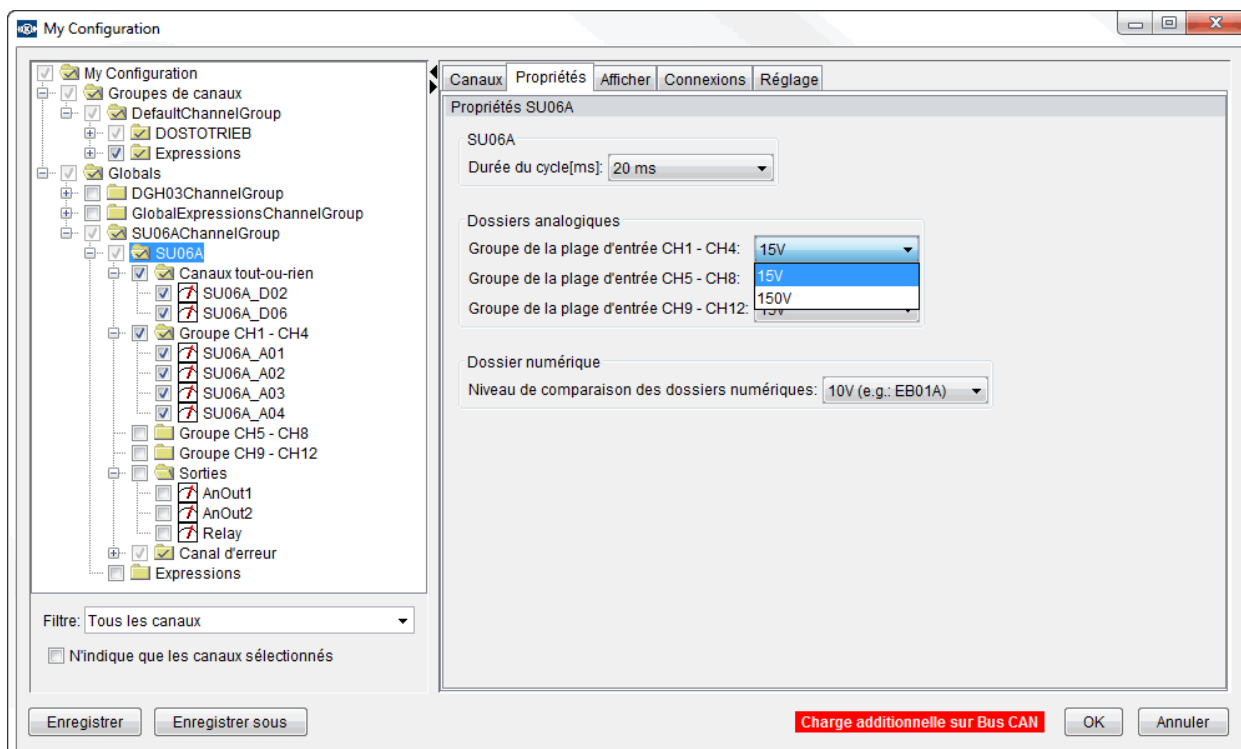 My Configuration
My Configuration
Groupes de canaux
DefaultChannelGroup
DOSTOTRIEB
Expressions
Globals
DGH03ChannelGroup
GlobalExpressionsChannelGroup
SU06AChannelGroup
SU06A
Canaux tout-ou-rien
SU06A_D02
SU06A_D06
Groupe CH1 - CH4
SU06A_A01
SU06A_A02
SU06A_A03
SU06A_A04
Groupe CH5 - CH8
Groupe CH9 - CH12
Sorties
AnOut1
AnOut2
Relay
Canal d'erreur
Expressions
Filtre: Tous les canaux
N'indique que les canaux sélectionnés
Canaux Propriétés Afficher Connexions Réglage
Propriétés SU06A
SU06A
Durée du cycle[ms]: 20 ms
Dossiers analogiques
Groupe de la plage d'entrée CH1 - CH4: 15V
Groupe de la plage d'entrée CH5 - CH8: 15V
150V
Groupe de la plage d'entrée CH9 - CH12: 15V
Dossier numérique
Niveau de comparaison des dossiers numériques: 10V (e.g.: EB01A)
Enregistrer Enregistrer sous Charge additionnelle sur Bus CAN OK Annuler